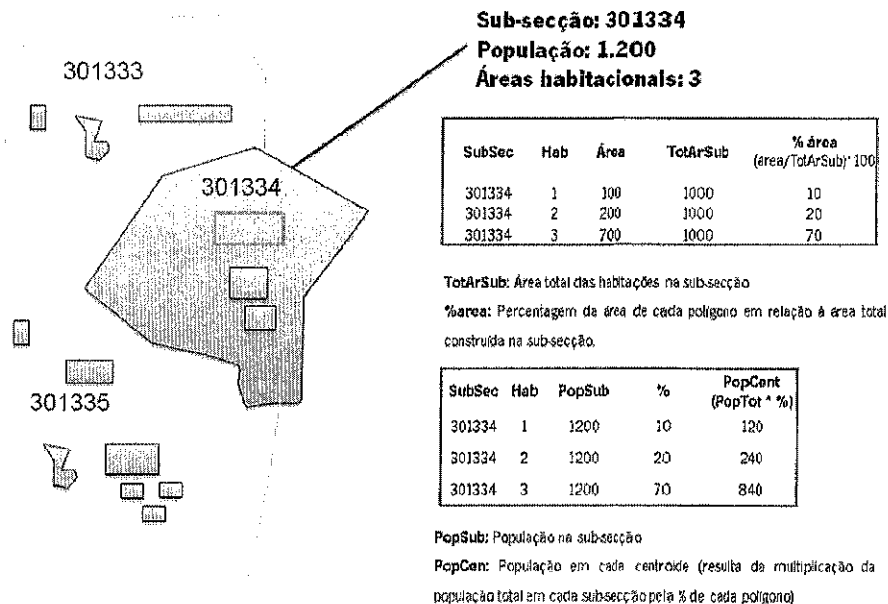 Sub-secção: 301334
População: 1.200
Áreas habitacionals: 3
301333
301334
301335
SubSec Hab Área TotArSub % área (area/TotArSub)* 100
301334 1 100 1000 10
301334 2 200 1000 20
301334 3 700 1000 70
TotArSub: Área total das habitações na sub-secção
%area: Percentagem da área de cada polígono em relação à area total
construída na sub-secção.
SubSec Hab PopSub % PopCent (PopTot * %)
301334 1 1200 10 120
301334 2 1200 20 240
301334 3 1200 70 840
PopSub: População na sub-secção
PopCen: População em cada centroide (resulta da multiplicação da
população total em cada sub-secção pela % de cada polígono)